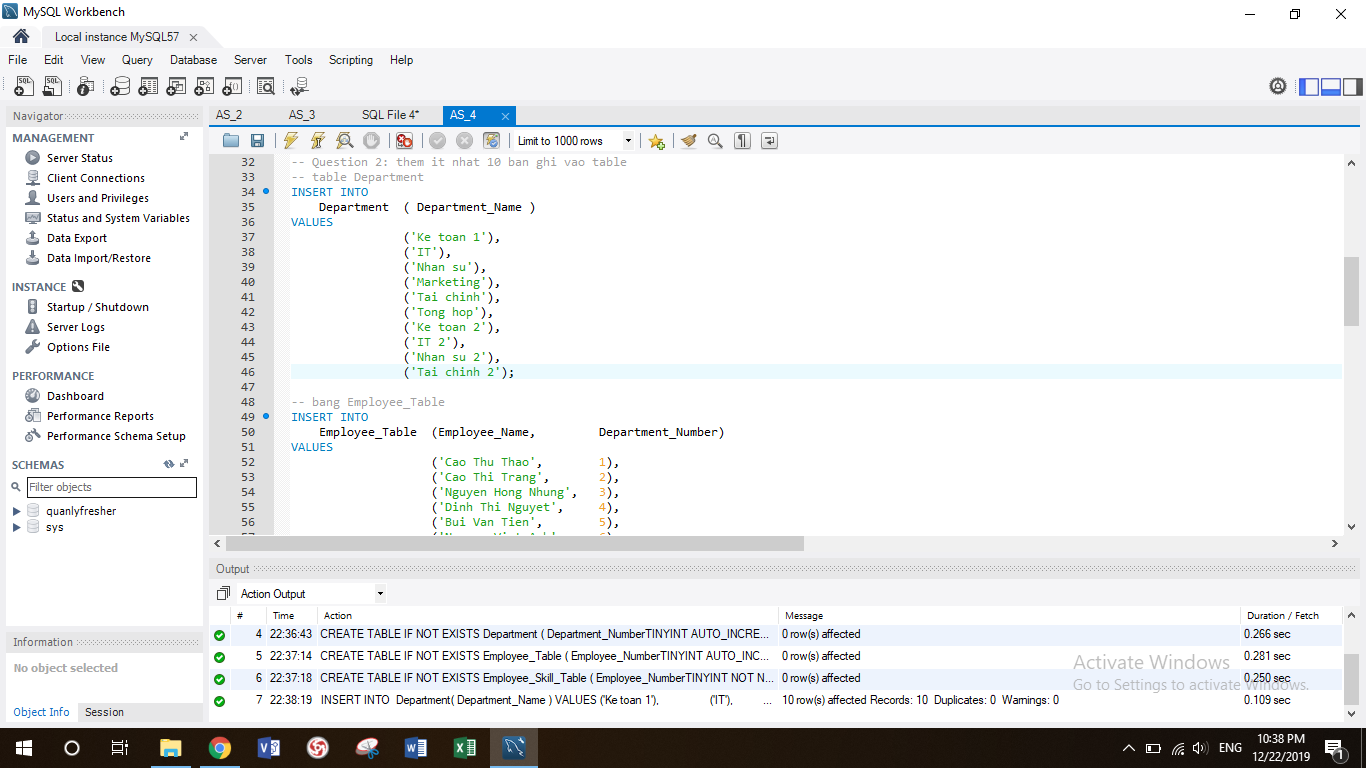 MySQL Workbench
Local instance MySQL57
File Edit View Query Database Server Tools Scripting Help
Navigator
MANAGEMENT
Server Status
Client Connections
Users and Privileges
Status and System Variables
Data Export
Data Import/Restore
INSTANCE
Startup / Shutdown
Server Logs
Options File
PERFORMANCE
Dashboard
Performance Reports
Performance Schema Setup
SCHEMAS
Filter objects
quanlyfresher
sys
Information
No object selected
Object Info Session
AS_2 AS_3 SQL File 4* AS_4
Limit to 1000 rows
32 -- Question 2: them it nhat 10 ban ghi vao table
33 -- table Department
34 INSERT INTO
35 Department ( Department_Name )
36 VALUES
37 ('Ke toan 1'),
38 ('IT'),
39 ('Nhan su'),
40 ('Marketing'),
41 ('Tai chinh'),
42 ('Tong hop'),
43 ('Ke toan 2'),
44 ('IT 2'),
45 ('Nhan su 2'),
46 ('Tai chinh 2');
47
48 -- bang Employee_Table
49 INSERT INTO
50 Employee_Table (Employee_Name, Department_Number)
51 VALUES
52 ('Cao Thu Thao', 1),
53 ('Cao Thi Trang', 2),
54 ('Nguyen Hong Nhung', 3),
55 ('Dinh Thi Nguyet', 4),
56 ('Bui Van Tien', 5),
Output
Action Output
# Time Action Message Duration / Fetch
4 22:36:43 CREATE TABLE IF NOT EXISTS Department ( Department_NumberTINYINT AUTO_INCRE... 0 row(s) affected 0.266 sec
5 22:37:14 CREATE TABLE IF NOT EXISTS Employee_Table ( Employee_NumberTINYINT AUTO_INC... 0 row(s) affected 0.281 sec
6 22:37:18 CREATE TABLE IF NOT EXISTS Employee_Skill_Table ( Employee_NumberTINYINT NOT N... 0 row(s) affected 0.250 sec
7 22:38:19 INSERT INTO Department( Department_Name ) VALUES ('Ke toan 1'), ('IT'), ... 10 row(s) affected Records: 10 Duplicates: 0 Warnings: 0 0.109 sec
Activate Windows
Go to Settings to activate Windows.
ENG
10:38 PM
12/22/2019
1